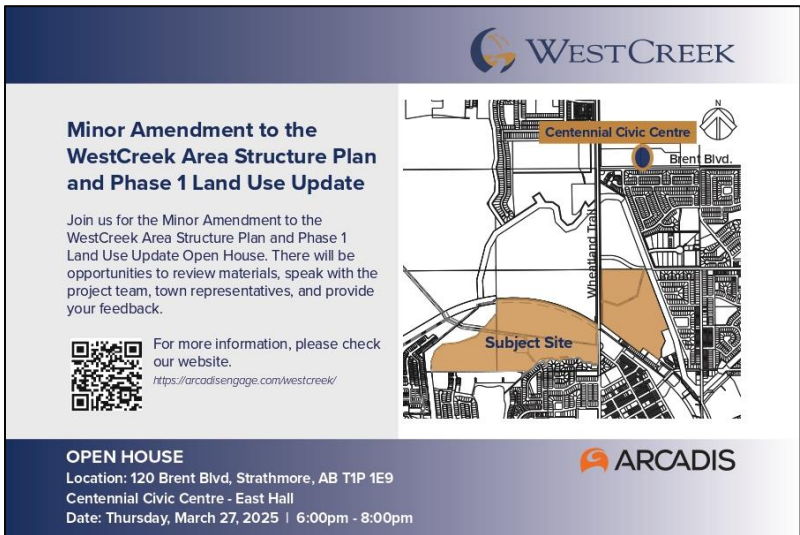 WESTCREEK
Minor Amendment to the
WestCreek Area Structure Plan
and Phase 1 Land Use Update
Join us for the Minor Amendment to the
WestCreek Area Structure Plan and Phase 1
Land Use Update Open House. There will be
opportunities to review materials, speak with the
project team, town representatives, and provide
your feedback.
For more information, please check
our website.
https://arcadisengage.com/westcreek/
N
Centennial Civic Centre
Brent Blvd.
Wheatland Trail
Subject Site
OPEN HOUSE
Location: 120 Brent Blvd, Strathmore, AB T1P 1E9
Centennial Civic Centre - East Hall
Date: Thursday, March 27, 2025 | 6:00pm - 8:00pm
ARCADIS